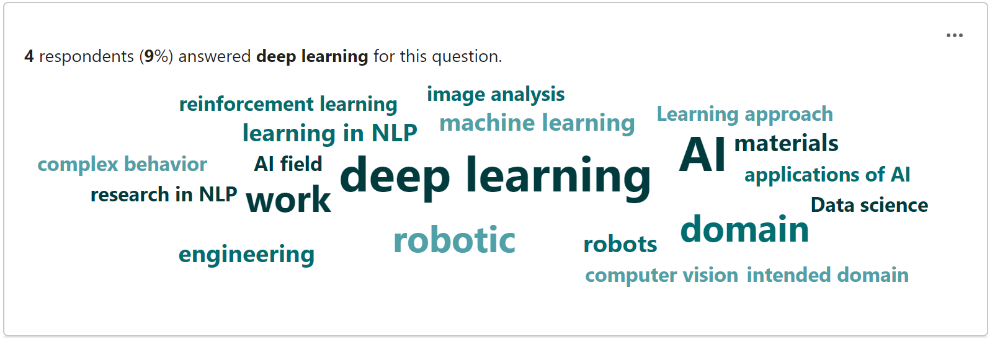 4 respondents (9%) answered deep learning for this question.
image analysis
reinforcement learning
Learning approach
machine learning
learning in NLP
materials
AI
complex behavior
AI field
applications of AI
deep learning
research in NLP
work
Data science
domain
robotic
robots
engineering
computer vision
intended domain